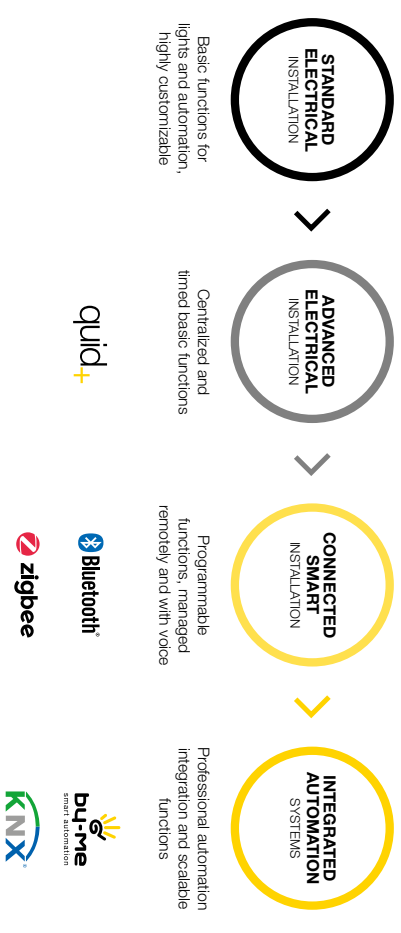 STANDARD
ELECTRICAL
INSTALLATION
Basic functions for
lights and automation,
highly customizable
ADVANCED
ELECTRICAL
INSTALLATION
Centralized and
timed basic functions
quid+
CONNECTED
SMART
INSTALLATION
Programmable
functions, managed
remotely and with voice
Bluetooth®
zigbee
INTEGRATED
AUTOMATION
SYSTEMS
Professional automation
integration and scalable
functions
by-me
smart automation
KNX®